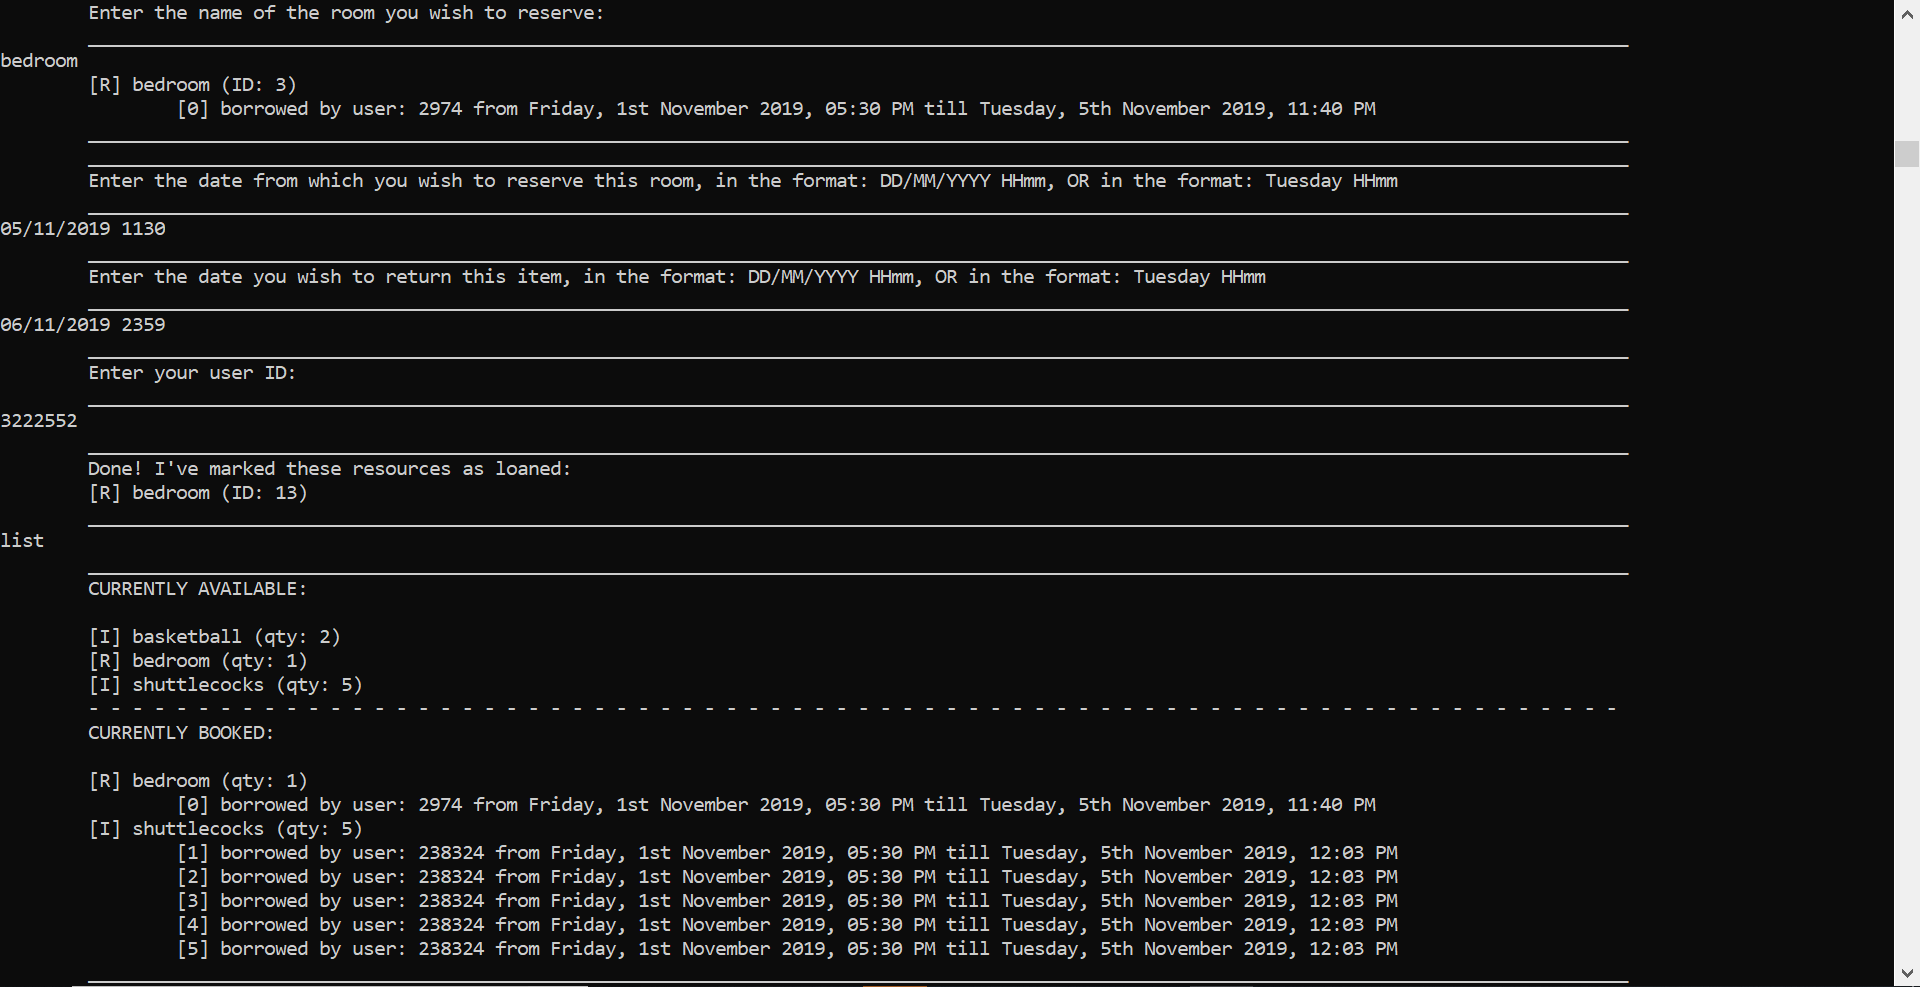 Enter the name of the room you wish to reserve:
bedroom
[R] bedroom (ID: 3)
[0] borrowed by user: 2974 from Friday, 1st November 2019, 05:30 PM till Tuesday, 5th November 2019, 11:40 PM
Enter the date from which you wish to reserve this room, in the format: DD/MM/YYYY HHmm, OR in the format: Tuesday HHmm
05/11/2019 1130
Enter the date you wish to return this item, in the format: DD/MM/YYYY HHmm, OR in the format: Tuesday HHmm
06/11/2019 2359
Enter your user ID:
3222552
Done! I've marked these resources as loaned:
[R] bedroom (ID: 13)
list
CURRENTLY AVAILABLE:
[I] basketball (qty: 2)
[R] bedroom (qty: 1)
[I] shuttlecocks (qty: 5)
- - - - - - - - - - - - - - - - - - - - - - - - - - - - - - - - - - - - - - - - - - - - - - - - - - - - - - - - - - - - - - - - - - - - - -
CURRENTLY BOOKED:
[R] bedroom (qty: 1)
[0] borrowed by user: 2974 from Friday, 1st November 2019, 05:30 PM till Tuesday, 5th November 2019, 11:40 PM
[I] shuttlecocks (qty: 5)
[1] borrowed by user: 238324 from Friday, 1st November 2019, 05:30 PM till Tuesday, 5th November 2019, 12:03 PM
[2] borrowed by user: 238324 from Friday, 1st November 2019, 05:30 PM till Tuesday, 5th November 2019, 12:03 PM
[3] borrowed by user: 238324 from Friday, 1st November 2019, 05:30 PM till Tuesday, 5th November 2019, 12:03 PM
[4] borrowed by user: 238324 from Friday, 1st November 2019, 05:30 PM till Tuesday, 5th November 2019, 12:03 PM
[5] borrowed by user: 238324 from Friday, 1st November 2019, 05:30 PM till Tuesday, 5th November 2019, 12:03 PM